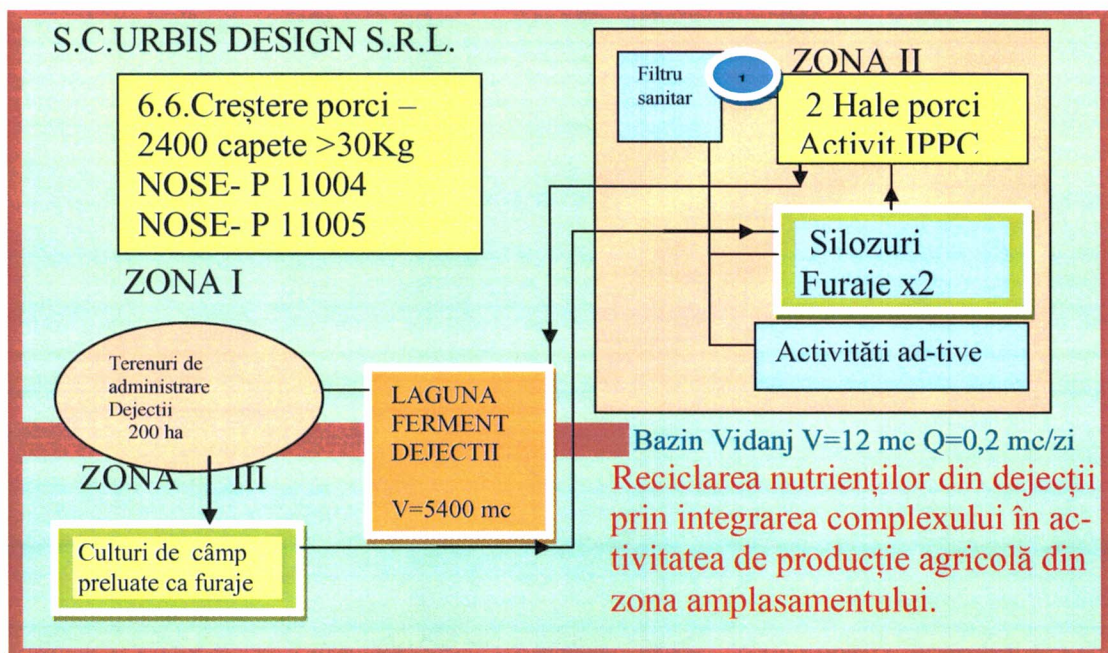 S.C.URBIS DESIGN S.R.L.
6.6.Creștere porci –
2400 capete >30Kg
NOSE- P 11004
NOSE- P 11005
ZONA I
Filtru
sanitar
1
ZONA II
2 Hale porci
Activit.IPPC
Silozuri
Furaje x2
Activităti ad-tive
Terenuri de
administrare
Dejectii
200 ha
LAGUNA
FERMENT
DEJECTII
V=5400 mc
ZONA III
Culturi de câmp
preluate ca furaje
Bazin Vidanj V=12 mc Q=0,2 mc/zi
Reciclarea nutrienților din dejecții
prin integrarea complexului în ac-
tivitatea de producție agricolă din
zona amplasamentului.